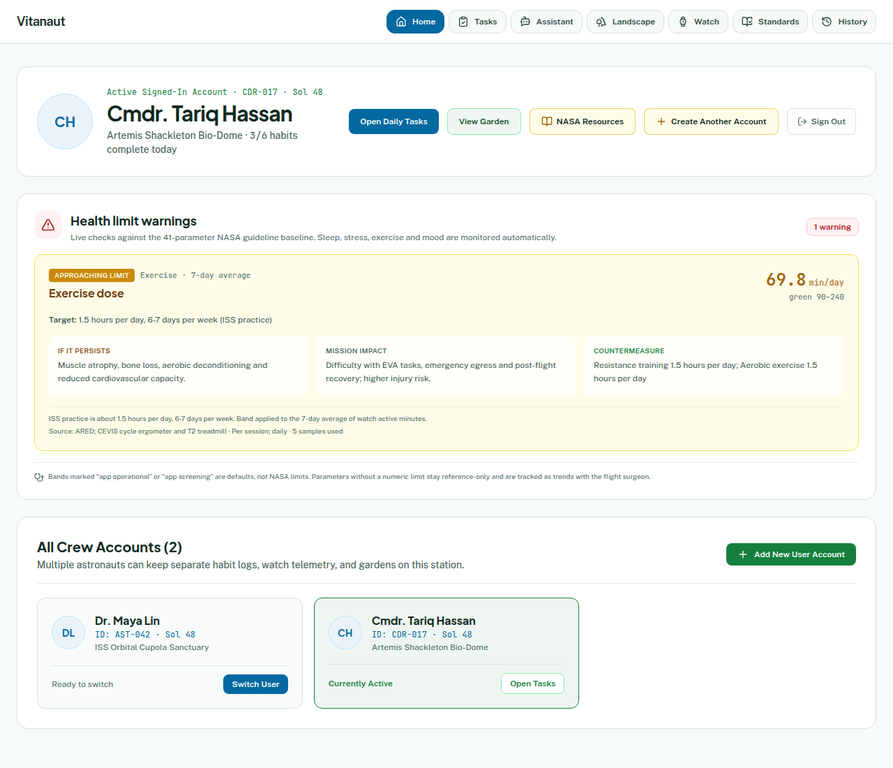 Vitanaut
Home
Tasks
Assistant
Landscape
Watch
Standards
History
CH
Active Signed-In Account · CDR-017 · Sol 48
Cmdr. Tariq Hassan
Artemis Shackleton Bio-Dome · 3/6 habits
complete today
Open Daily Tasks
View Garden
NASA Resources
Create Another Account
Sign Out
Health limit warnings
Live checks against the 41-parameter NASA guideline baseline. Sleep, stress, exercise and mood are monitored automatically.
1 warning
APPROACHING LIMIT
Exercise · 7-day average
Exercise dose
69.8 min/day
green 90–240
Target: 1.5 hours per day, 6-7 days per week (ISS practice)
IF IT PERSISTS
Muscle atrophy, bone loss, aerobic deconditioning and
reduced cardiovascular capacity.
MISSION IMPACT
Difficulty with EVA tasks, emergency egress and post-flight
recovery; higher injury risk.
COUNTERMEASURE
Resistance training 1.5 hours per day; Aerobic exercise 1.5
hours per day
ISS practice is about 1.5 hours per day, 6-7 days per week. Band applied to the 7-day average of watch active minutes.
Source: ARED; CEVIS cycle ergometer and T2 treadmill · Per session; daily · 5 samples used
Bands marked “app operational” or “app screening” are defaults, not NASA limits. Parameters without a numeric limit stay reference-only and are tracked as trends with the flight surgeon.
All Crew Accounts (2)
Multiple astronauts can keep separate habit logs, watch telemetry, and gardens on this station.
Add New User Account
DL
Dr. Maya Lin
ID: AST-042 · Sol 48
ISS Orbital Cupola Sanctuary
Ready to switch
Switch User
CH
Cmdr. Tariq Hassan
ID: CDR-017 · Sol 48
Artemis Shackleton Bio-Dome
Currently Active
Open Tasks